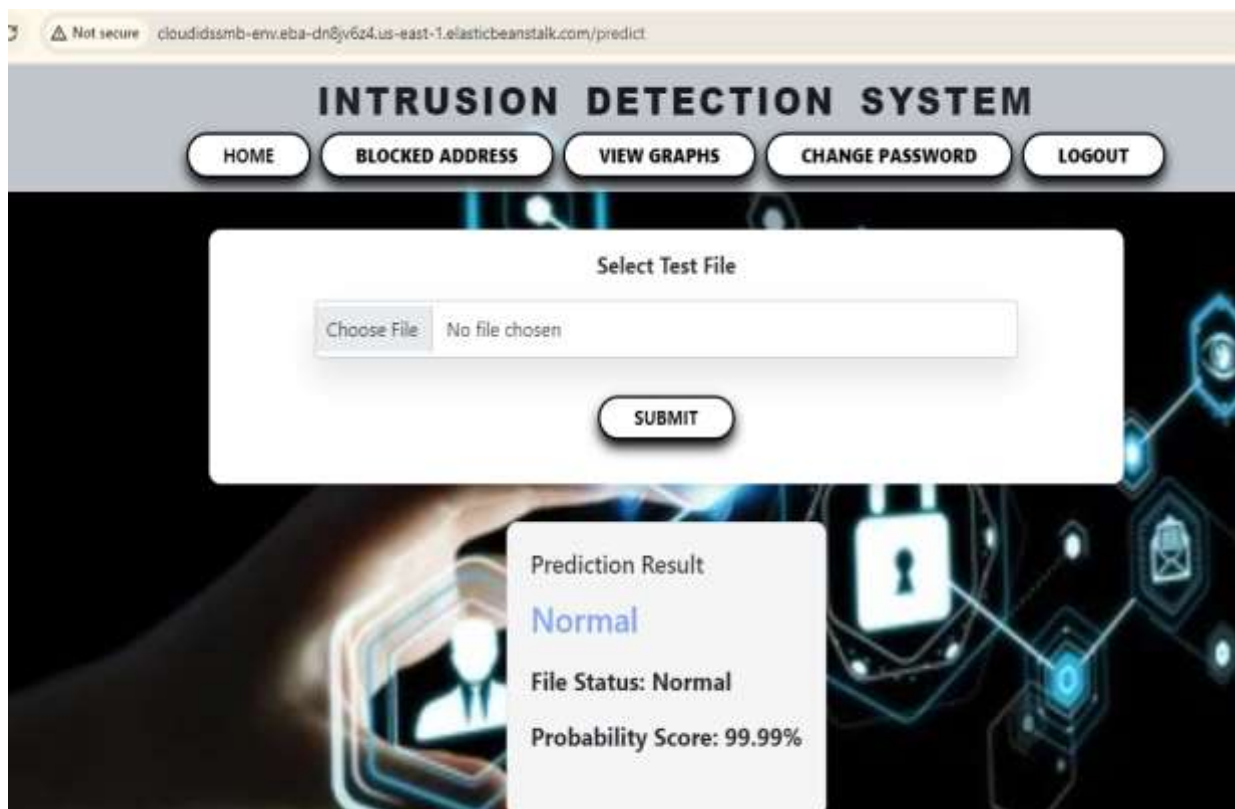 Not secure cloudidssmb-env.eba-dn8jv6z4.us-east-1.elasticbeanstalk.com/predict
INTRUSION DETECTION SYSTEM
HOME BLOCKED ADDRESS VIEW GRAPHS CHANGE PASSWORD LOGOUT
Select Test File
Choose File No file chosen
SUBMIT
Prediction Result
Normal
File Status: Normal
Probability Score: 99.99%